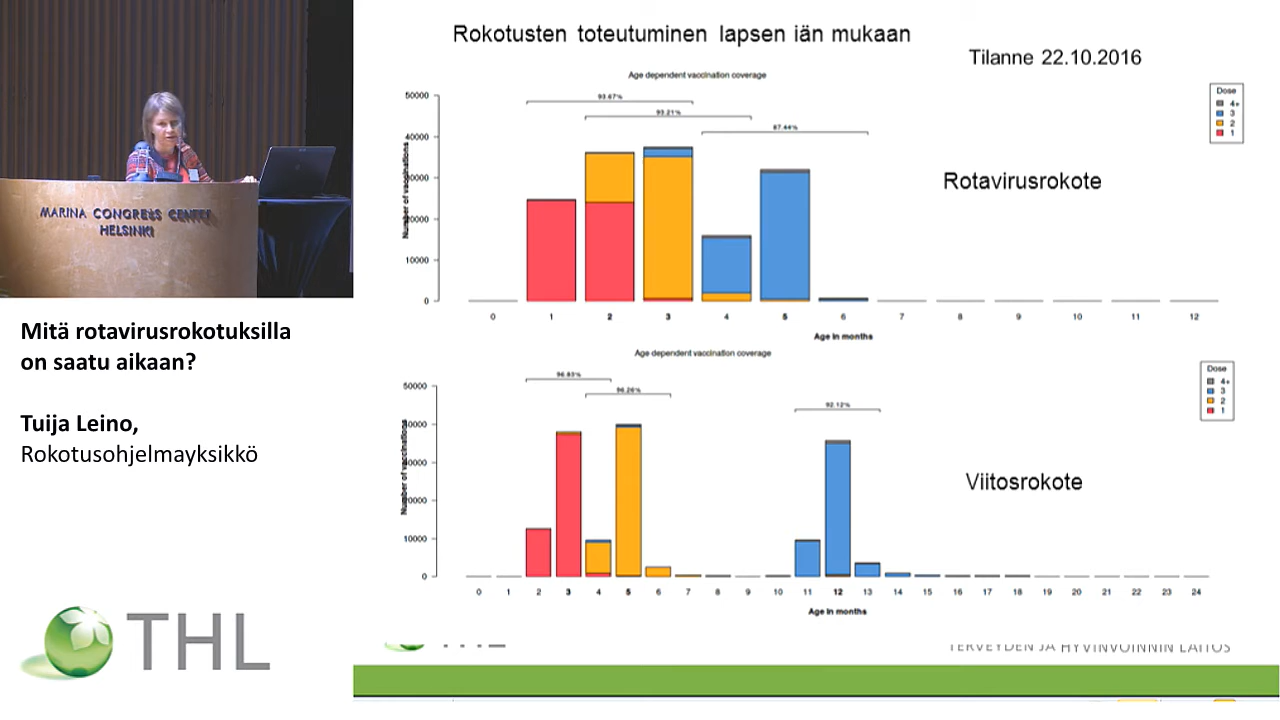 Rokotusten toteutuminen lapsen iän mukaan
Tilanne 22.10.2016
Age dependent vaccination coverage
93.67%
93.21%
87.44%
50000
40000
30000
20000
10000
0
Number of vaccinations
0 1 2 3 4 5 6 7 8 9 10 11 12
Age in months
Dose
4+
3
2
1
Rotavirusrokote
MARINA CONGRESS CENTER
HELSINKI
Mitä rotavirusrokotuksilla
on saatu aikaan?
Tuija Leino,
Rokotusohjelmayksikkö
Age dependent vaccination coverage
96.83%
96.26%
92.12%
50000
40000
30000
20000
10000
0
Number of vaccinations
0 1 2 3 4 5 6 7 8 9 10 11 12 13 14 15 16 17 18 19 20 21 22 23 24
Age in months
Dose
4+
3
2
1
Viitosrokote
THL
TERVEYDEN JA HYVINVOINNIN LAITOS